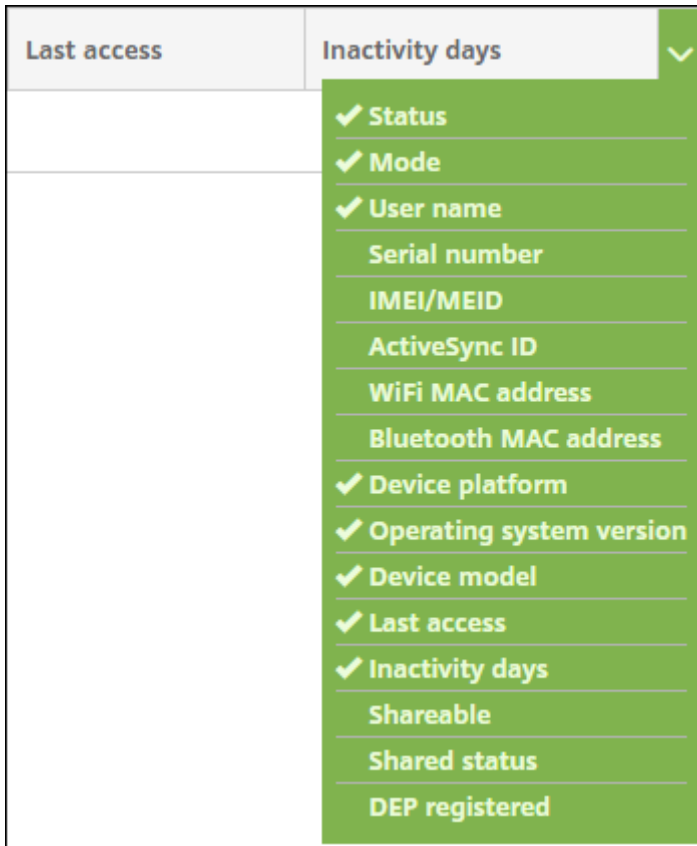 Last access Inactivity days
Status
Mode
User name
Serial number
IMEI/MEID
ActiveSync ID
WiFi MAC address
Bluetooth MAC address
Device platform
Operating system version
Device model
Last access
Inactivity days
Shareable
Shared status
DEP registered